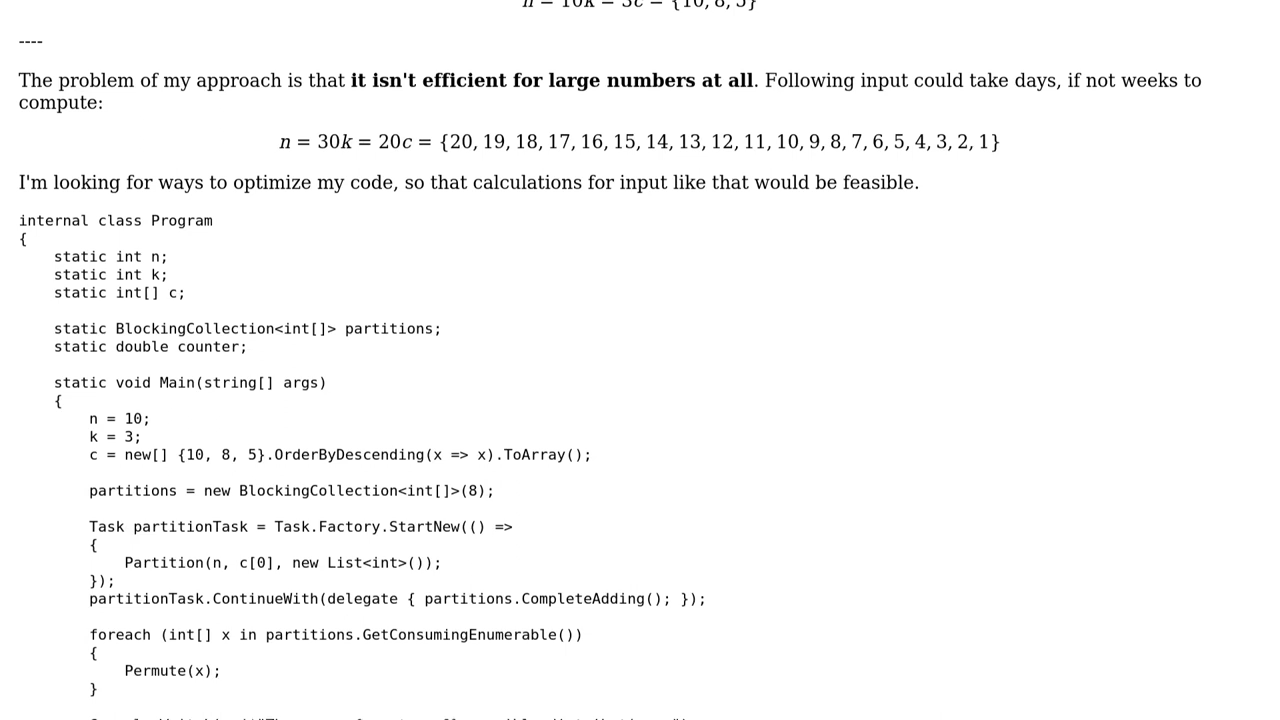 n = 10k = 3c = {10, 8, 5}
----
The problem of my approach is that it isn't efficient for large numbers at all. Following input could take days, if not weeks to
compute:
n = 30k = 20c = {20, 19, 18, 17, 16, 15, 14, 13, 12, 11, 10, 9, 8, 7, 6, 5, 4, 3, 2, 1}
I'm looking for ways to optimize my code, so that calculations for input like that would be feasible.
internal class Program
{
    static int n;
    static int k;
    static int[] c;
    static BlockingCollection<int[]> partitions;
    static double counter;
    static void Main(string[] args)
    {
        n = 10;
        k = 3;
        c = new[] {10, 8, 5}.OrderByDescending(x => x).ToArray();
        partitions = new BlockingCollection<int[]>(8);
        Task partitionTask = Task.Factory.StartNew(() =>
        {
            Partition(n, c[0], new List<int>());
        });
        partitionTask.ContinueWith(delegate { partitions.CompleteAdding(); });
        foreach (int[] x in partitions.GetConsumingEnumerable())
        {
            Permute(x);
        }